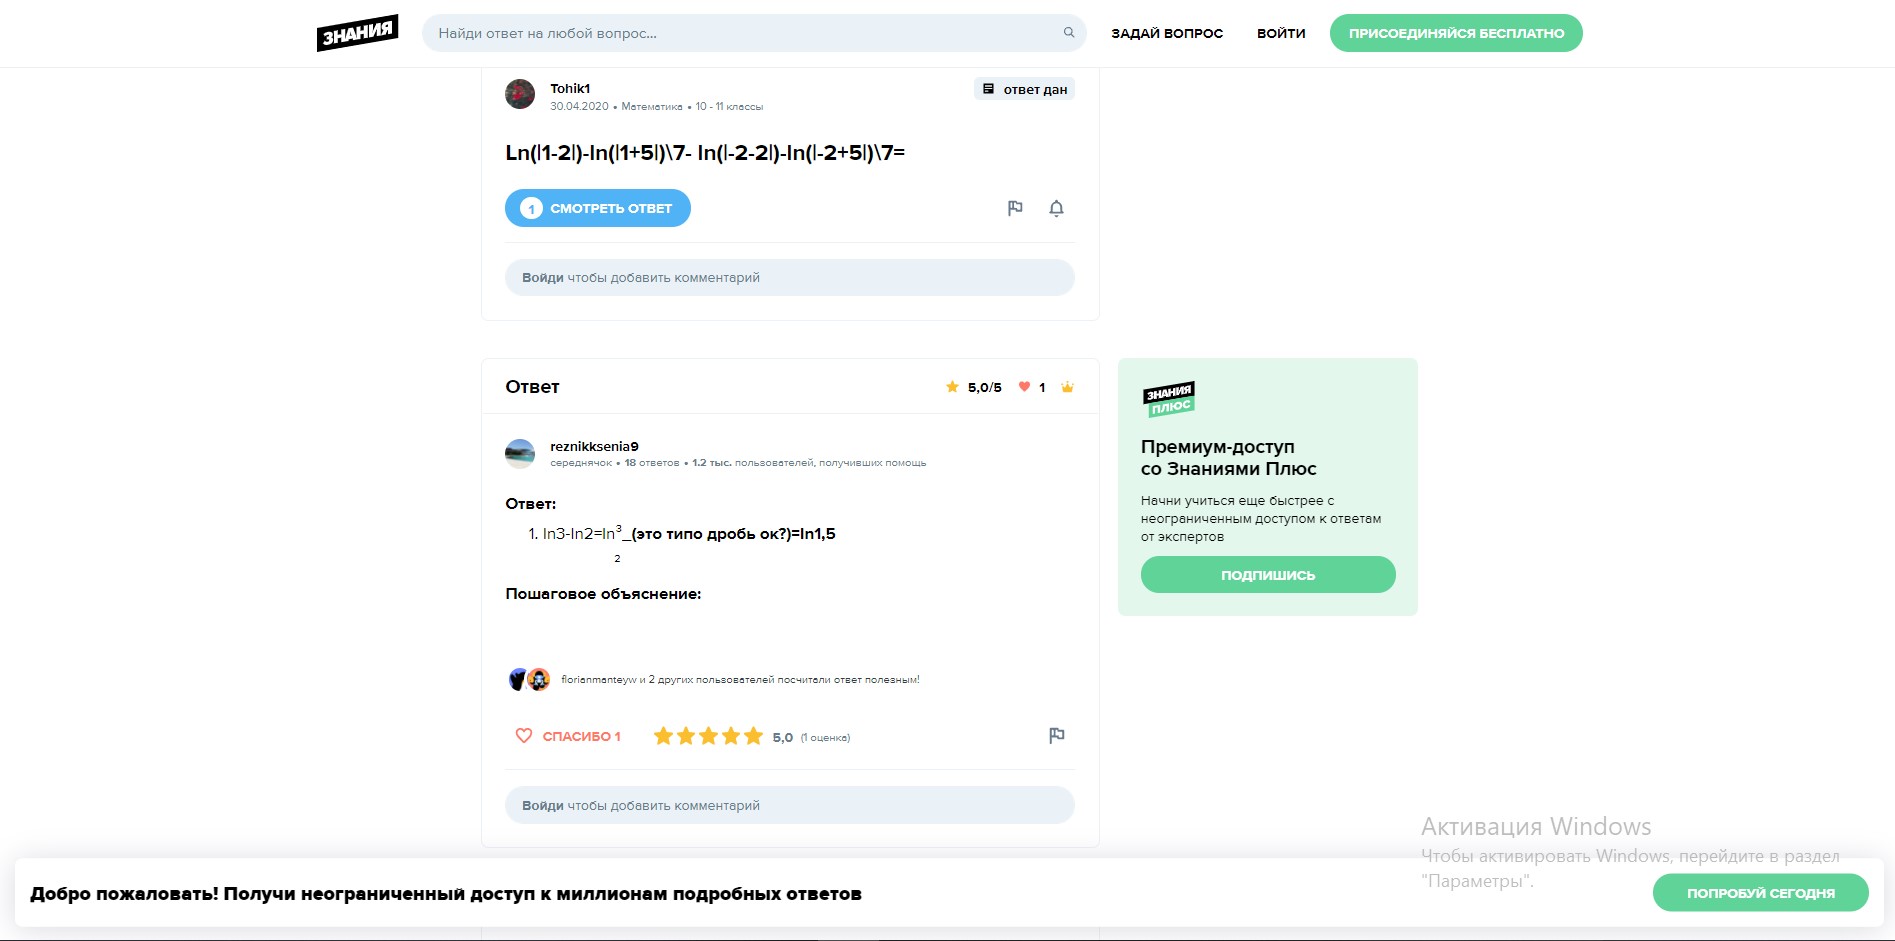 ЗНАНИЯ
Найди ответ на любой вопрос...
ЗАДАЙ ВОПРОС
ВОЙТИ
ПРИСОЕДИНЯЙСЯ БЕСПЛАТНО
Tohik1
30.04.2020 • Математика • 10 - 11 классы
ответ дан
Ln(|1-2|)-ln(|1+5|)\7- ln(|-2-2|)-ln(|-2+5|)\7=
1 СМОТРЕТЬ ОТВЕТ
Войди чтобы добавить комментарий
Ответ
5,0/5 1
reznikksenia9
середнячок • 18 ответов • 1.2 тыс. пользователей, получивших помощь
Ответ:
1. ln3-ln2=ln³_(это типо дробь ок?)=ln1,5
2
Пошаговое объяснение:
florianmanteyw и 2 других пользователей посчитали ответ полезным!
СПАСИБО 1
5,0 (1 оценка)
Войди чтобы добавить комментарий
ЗНАНИЯ
ПЛЮС
Премиум-доступ
со Знаниями Плюс
Начни учиться еще быстрее с
неограниченным доступом к ответам
от экспертов
ПОДПИШИСЬ
Активация Windows
Чтобы активировать Windows, перейдите в раздел
"Параметры".
Добро пожаловать! Получи неограниченный доступ к миллионам подробных ответов
ПОПРОБУЙ СЕГОДНЯ